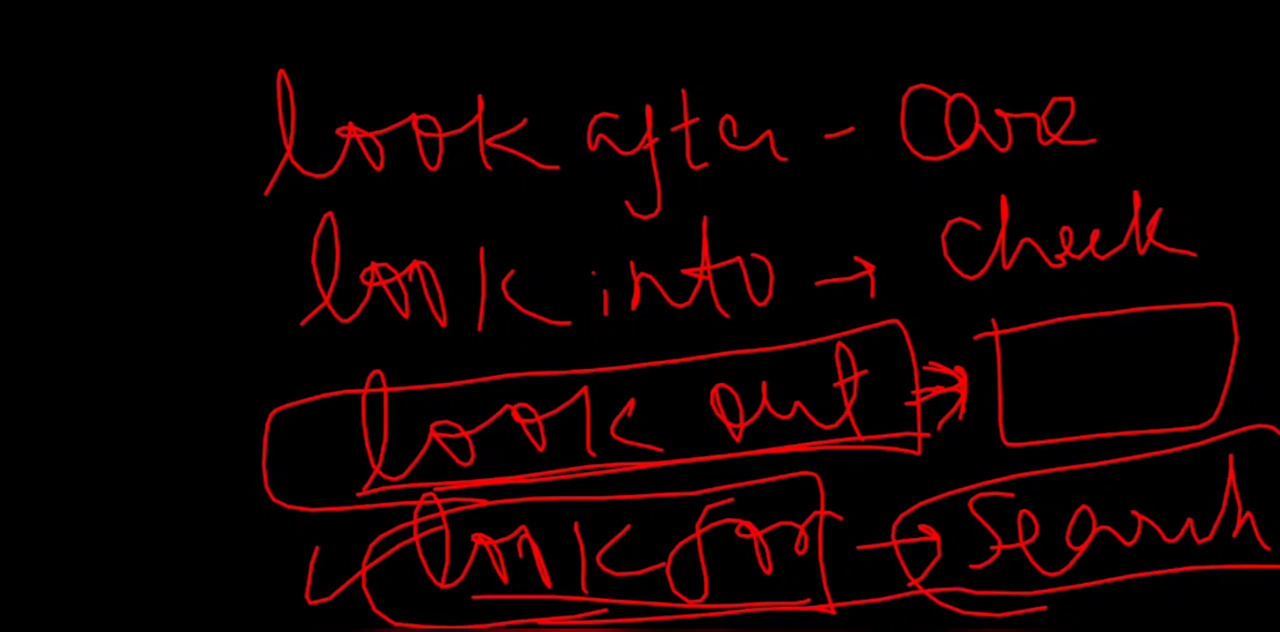 look after - Care
look into → check
look out →
look for → search